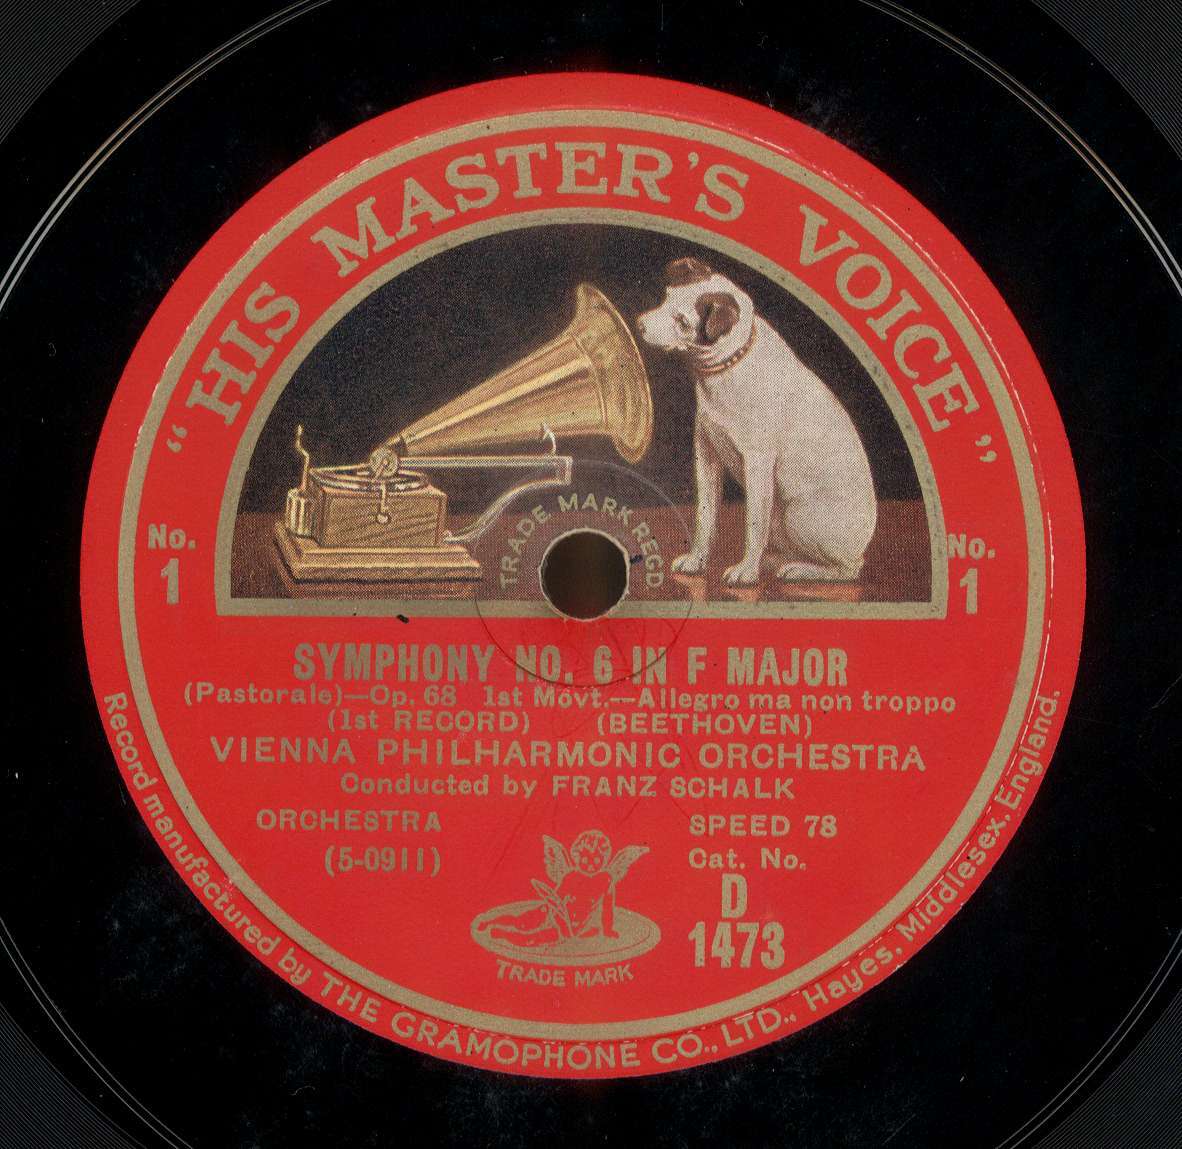 “HIS MASTER'S VOICE”
TRADE MARK REGD
No.
1
No.
1
SYMPHONY NO. 6 IN F MAJOR
(Pastorale)—Op. 68 1st Movt.—Allegro ma non troppo
(1st RECORD) (BEETHOVEN)
VIENNA PHILHARMONIC ORCHESTRA
Conducted by FRANZ SCHALK
ORCHESTRA
(5-0911)
SPEED 78
Cat. No.
D
1473
TRADE MARK
Record manufactured by THE GRAMOPHONE CO., LTD., Hayes, Middlesex, England.